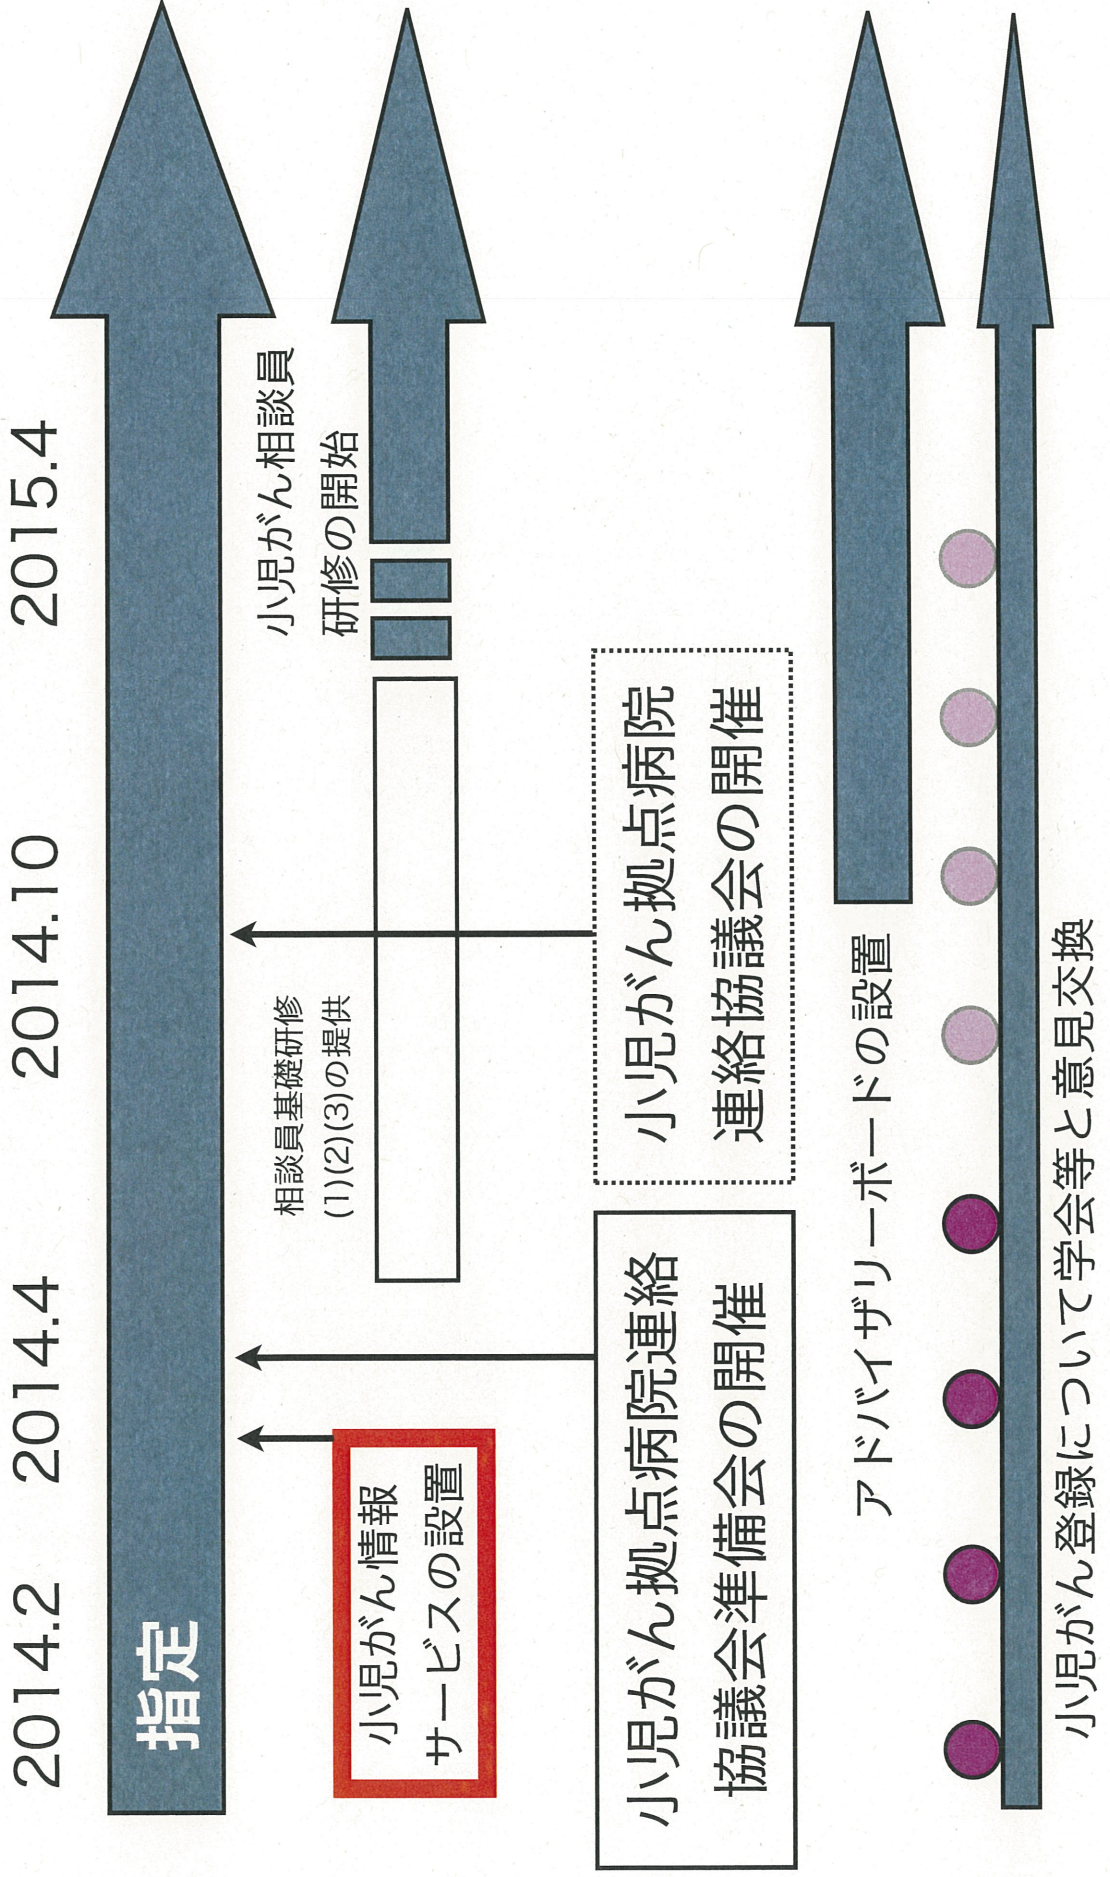 2014.2
2014.4
2014.10
2015.4
指定
小児がん情報
サービスの設置
相談員基礎研修
(1)(2)(3)の提供
小児がん相談員
研修の開始
小児がん拠点病院連絡
協議会準備会の開催
小児がん拠点病院
連絡協議会の開催
アドバイザリーボードの設置
小児がん登録について学会等と意見交換